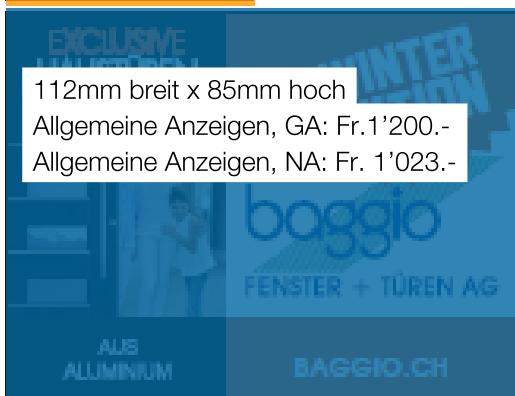 EXCLUSIVE
HAUSTÜREN
WINTER
112mm breit x 85mm hoch
Allgemeine Anzeigen, GA: Fr.1’200.-
Allgemeine Anzeigen, NA: Fr. 1’023.-
baggio
FENSTER + TÜREN AG
AUS
ALUMINIUM
BAGGIO.CH